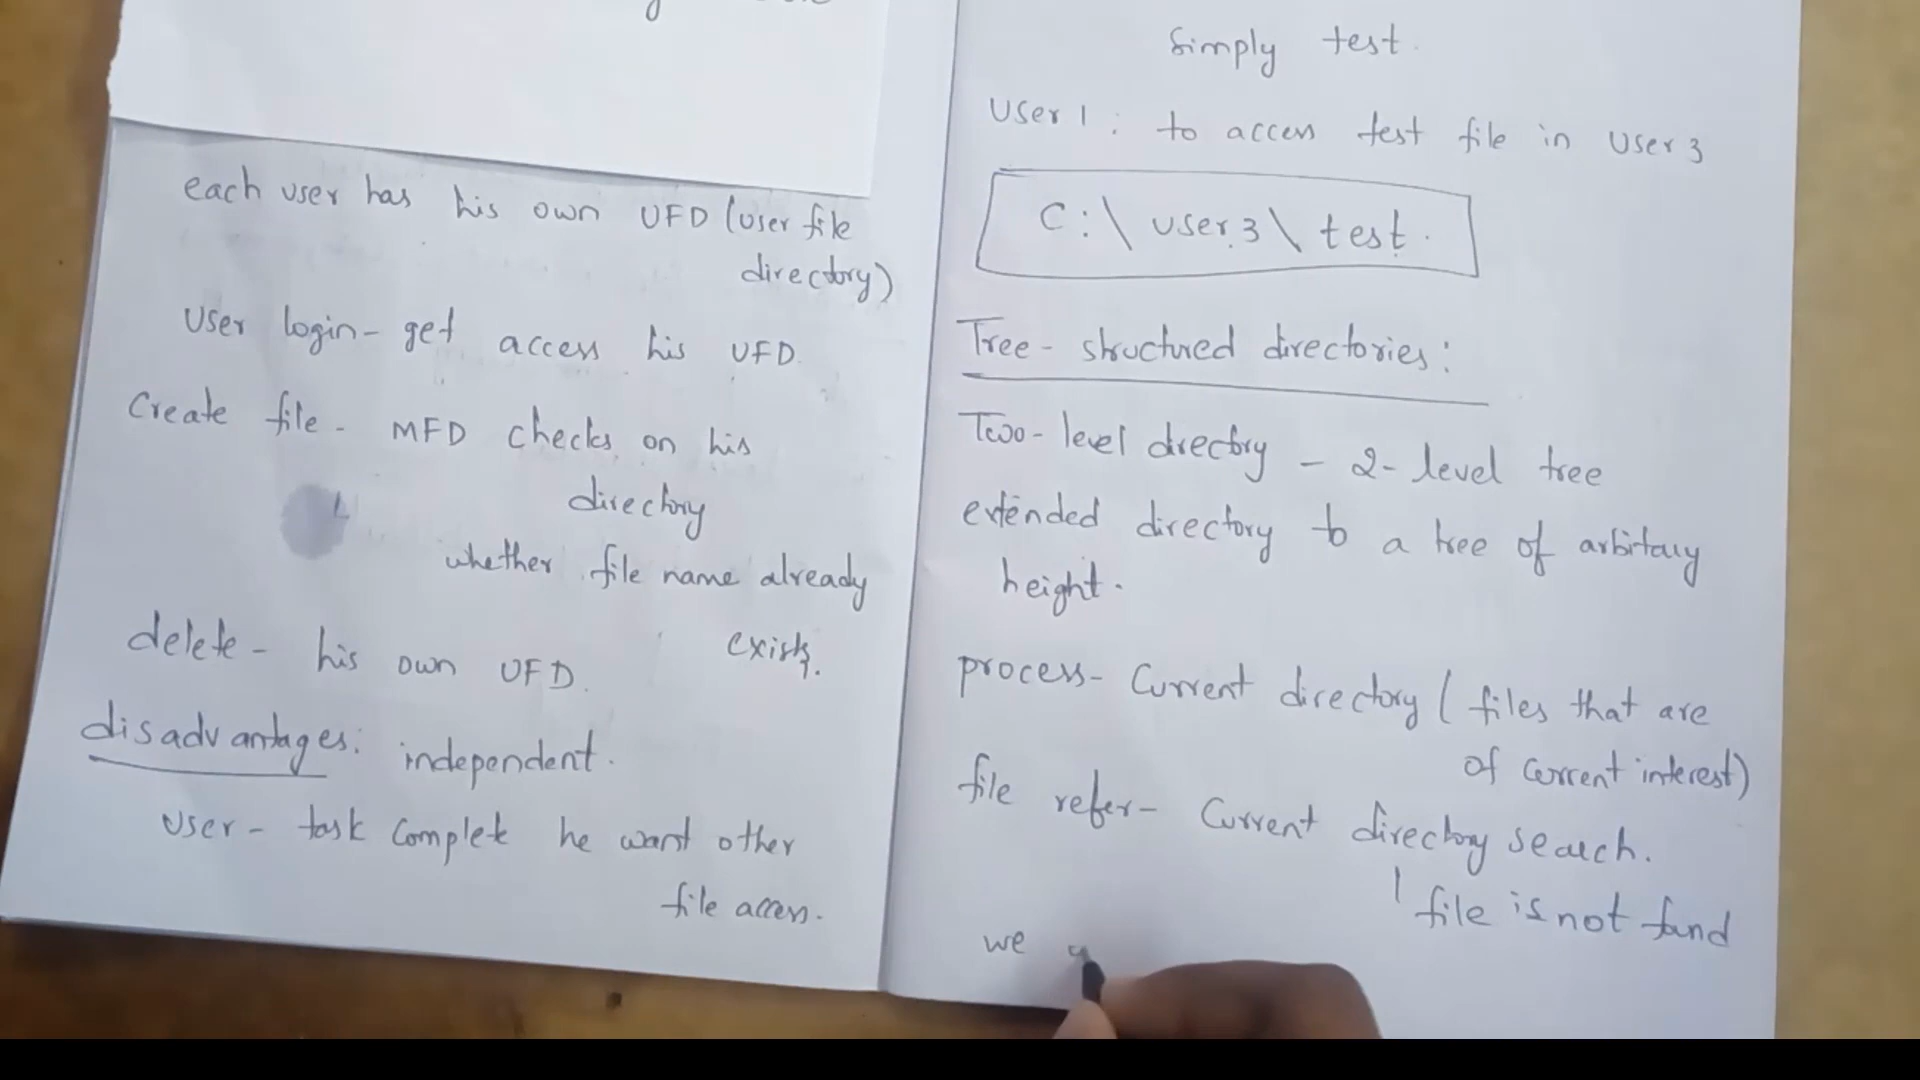 each user has his own UFD (user file
directory)
User login - get access his UFD.
Create file - MFD checks on his
directory
whether file name already
exists.
delete - his own UFD.
disadvantages: independent.
User - task complete he want other
file access.
Simply test.
User 1: to access test file in User 3
C:\user3\test.
Tree - structured directories:
Two-level directory - 2-level tree
extended directory to a tree of arbitary
height.
process - Current directory (files that are
of current interest)
file refer - Current directory search.
file is not found
we